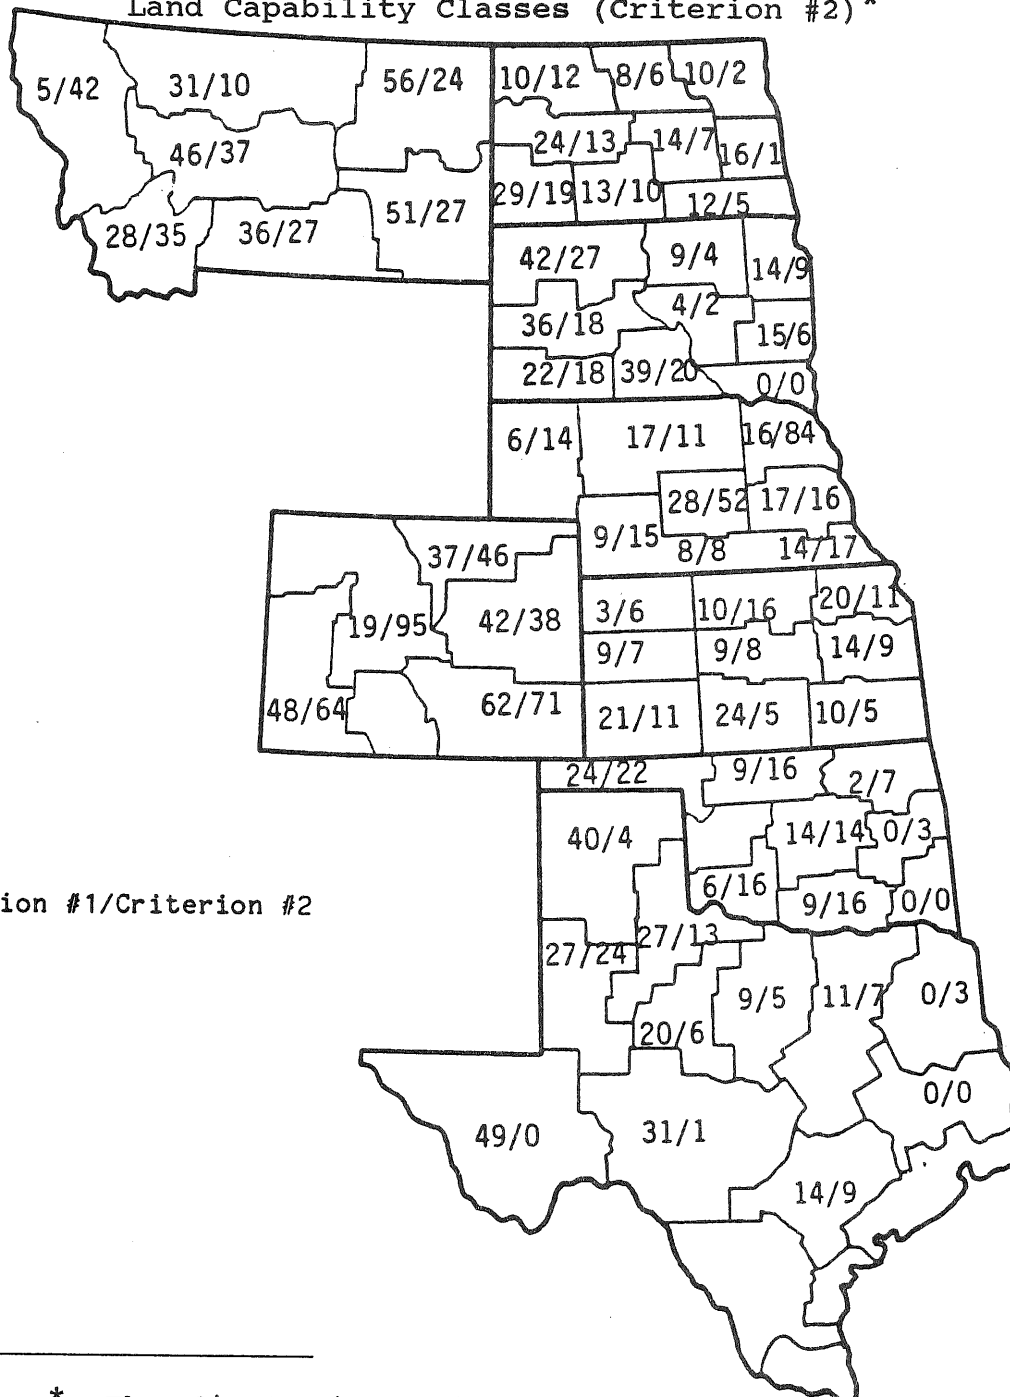 Land Capability Classes (Criterion #2)*
5/42 31/10 56/24 10/12 8/6 10/2
46/37 24/13 14/7 16/1
29/19 13/10 12/5
28/35 36/27 51/27
42/27 9/4 14/9
36/18 4/2 15/6
22/18 39/20 0/0
6/14 17/11 16/84
28/52 17/16
9/15 8/8 14/17
37/46
19/95 42/38 3/6 10/16 20/11
9/7 9/8 14/9
48/64 62/71 21/11 24/5 10/5
24/22 9/16 2/7
40/4 14/14 0/3
6/16 9/16 0/0
ion #1/Criterion #2
27/24 27/13
9/5 11/7 0/3
20/6
0/0
49/0 31/1
14/9
*